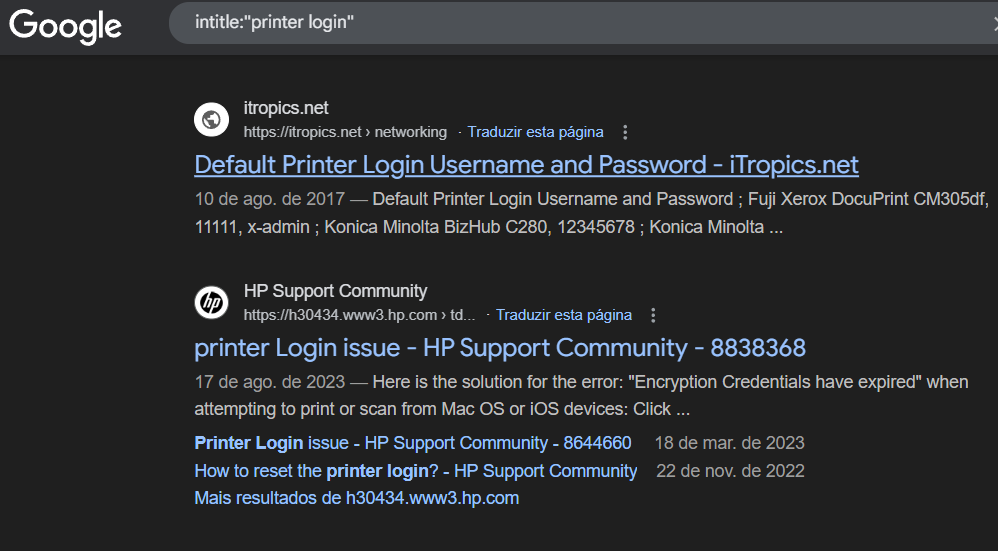 Google
intitle:"printer login"
itropics.net
https://itropics.net › networking · Traduzir esta página
Default Printer Login Username and Password - iTropics.net
10 de ago. de 2017 — Default Printer Login Username and Password ; Fuji Xerox DocuPrint CM305df,
11111, x-admin ; Konica Minolta BizHub C280, 12345678 ; Konica Minolta ...
hp
HP Support Community
https://h30434.www3.hp.com › td... · Traduzir esta página
printer Login issue - HP Support Community - 8838368
17 de ago. de 2023 — Here is the solution for the error: "Encryption Credentials have expired" when
attempting to print or scan from Mac OS or iOS devices: Click ...
Printer Login issue - HP Support Community - 8644660 18 de mar. de 2023
How to reset the printer login? - HP Support Community 22 de nov. de 2022
Mais resultados de h30434.www3.hp.com